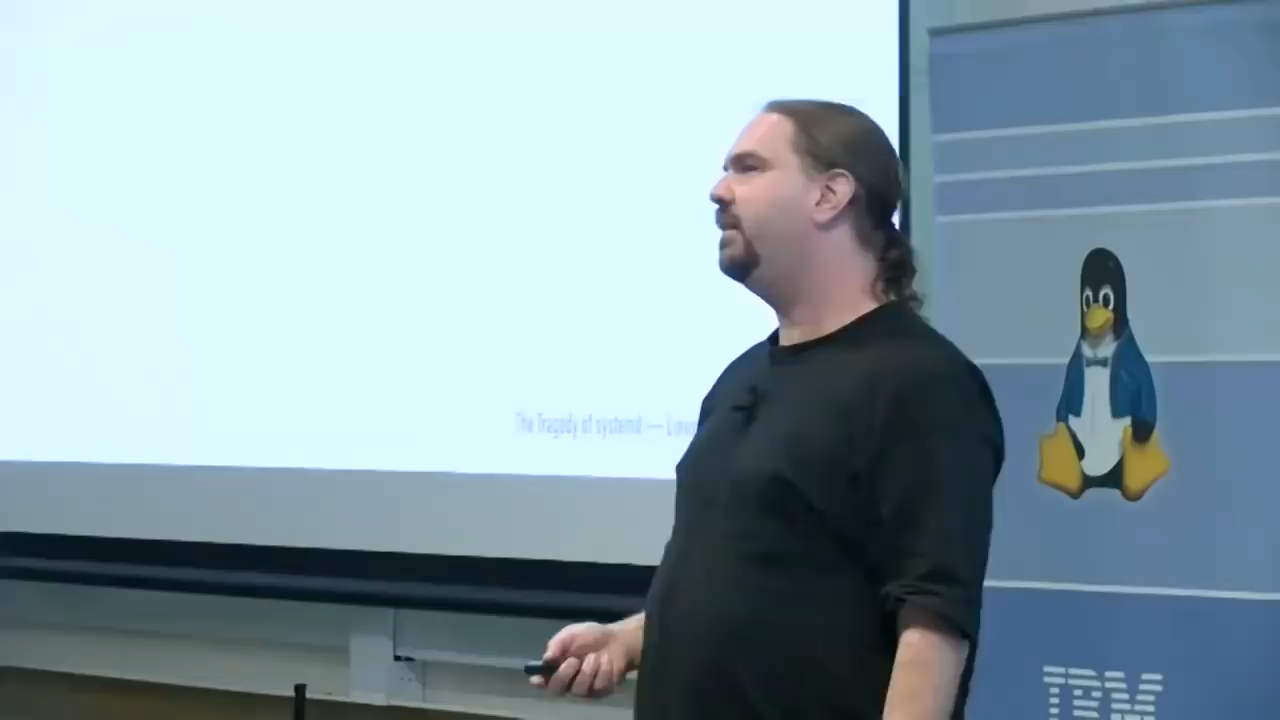 The Tragedy of systemd —
IBM